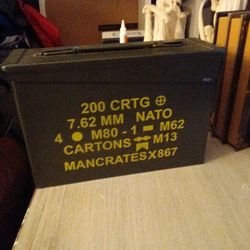 200 CRTG ⊕
7.62 MM NATO
4 ● M80 - 1 ▬ M62
CARTONS M13
MANCRATESX867